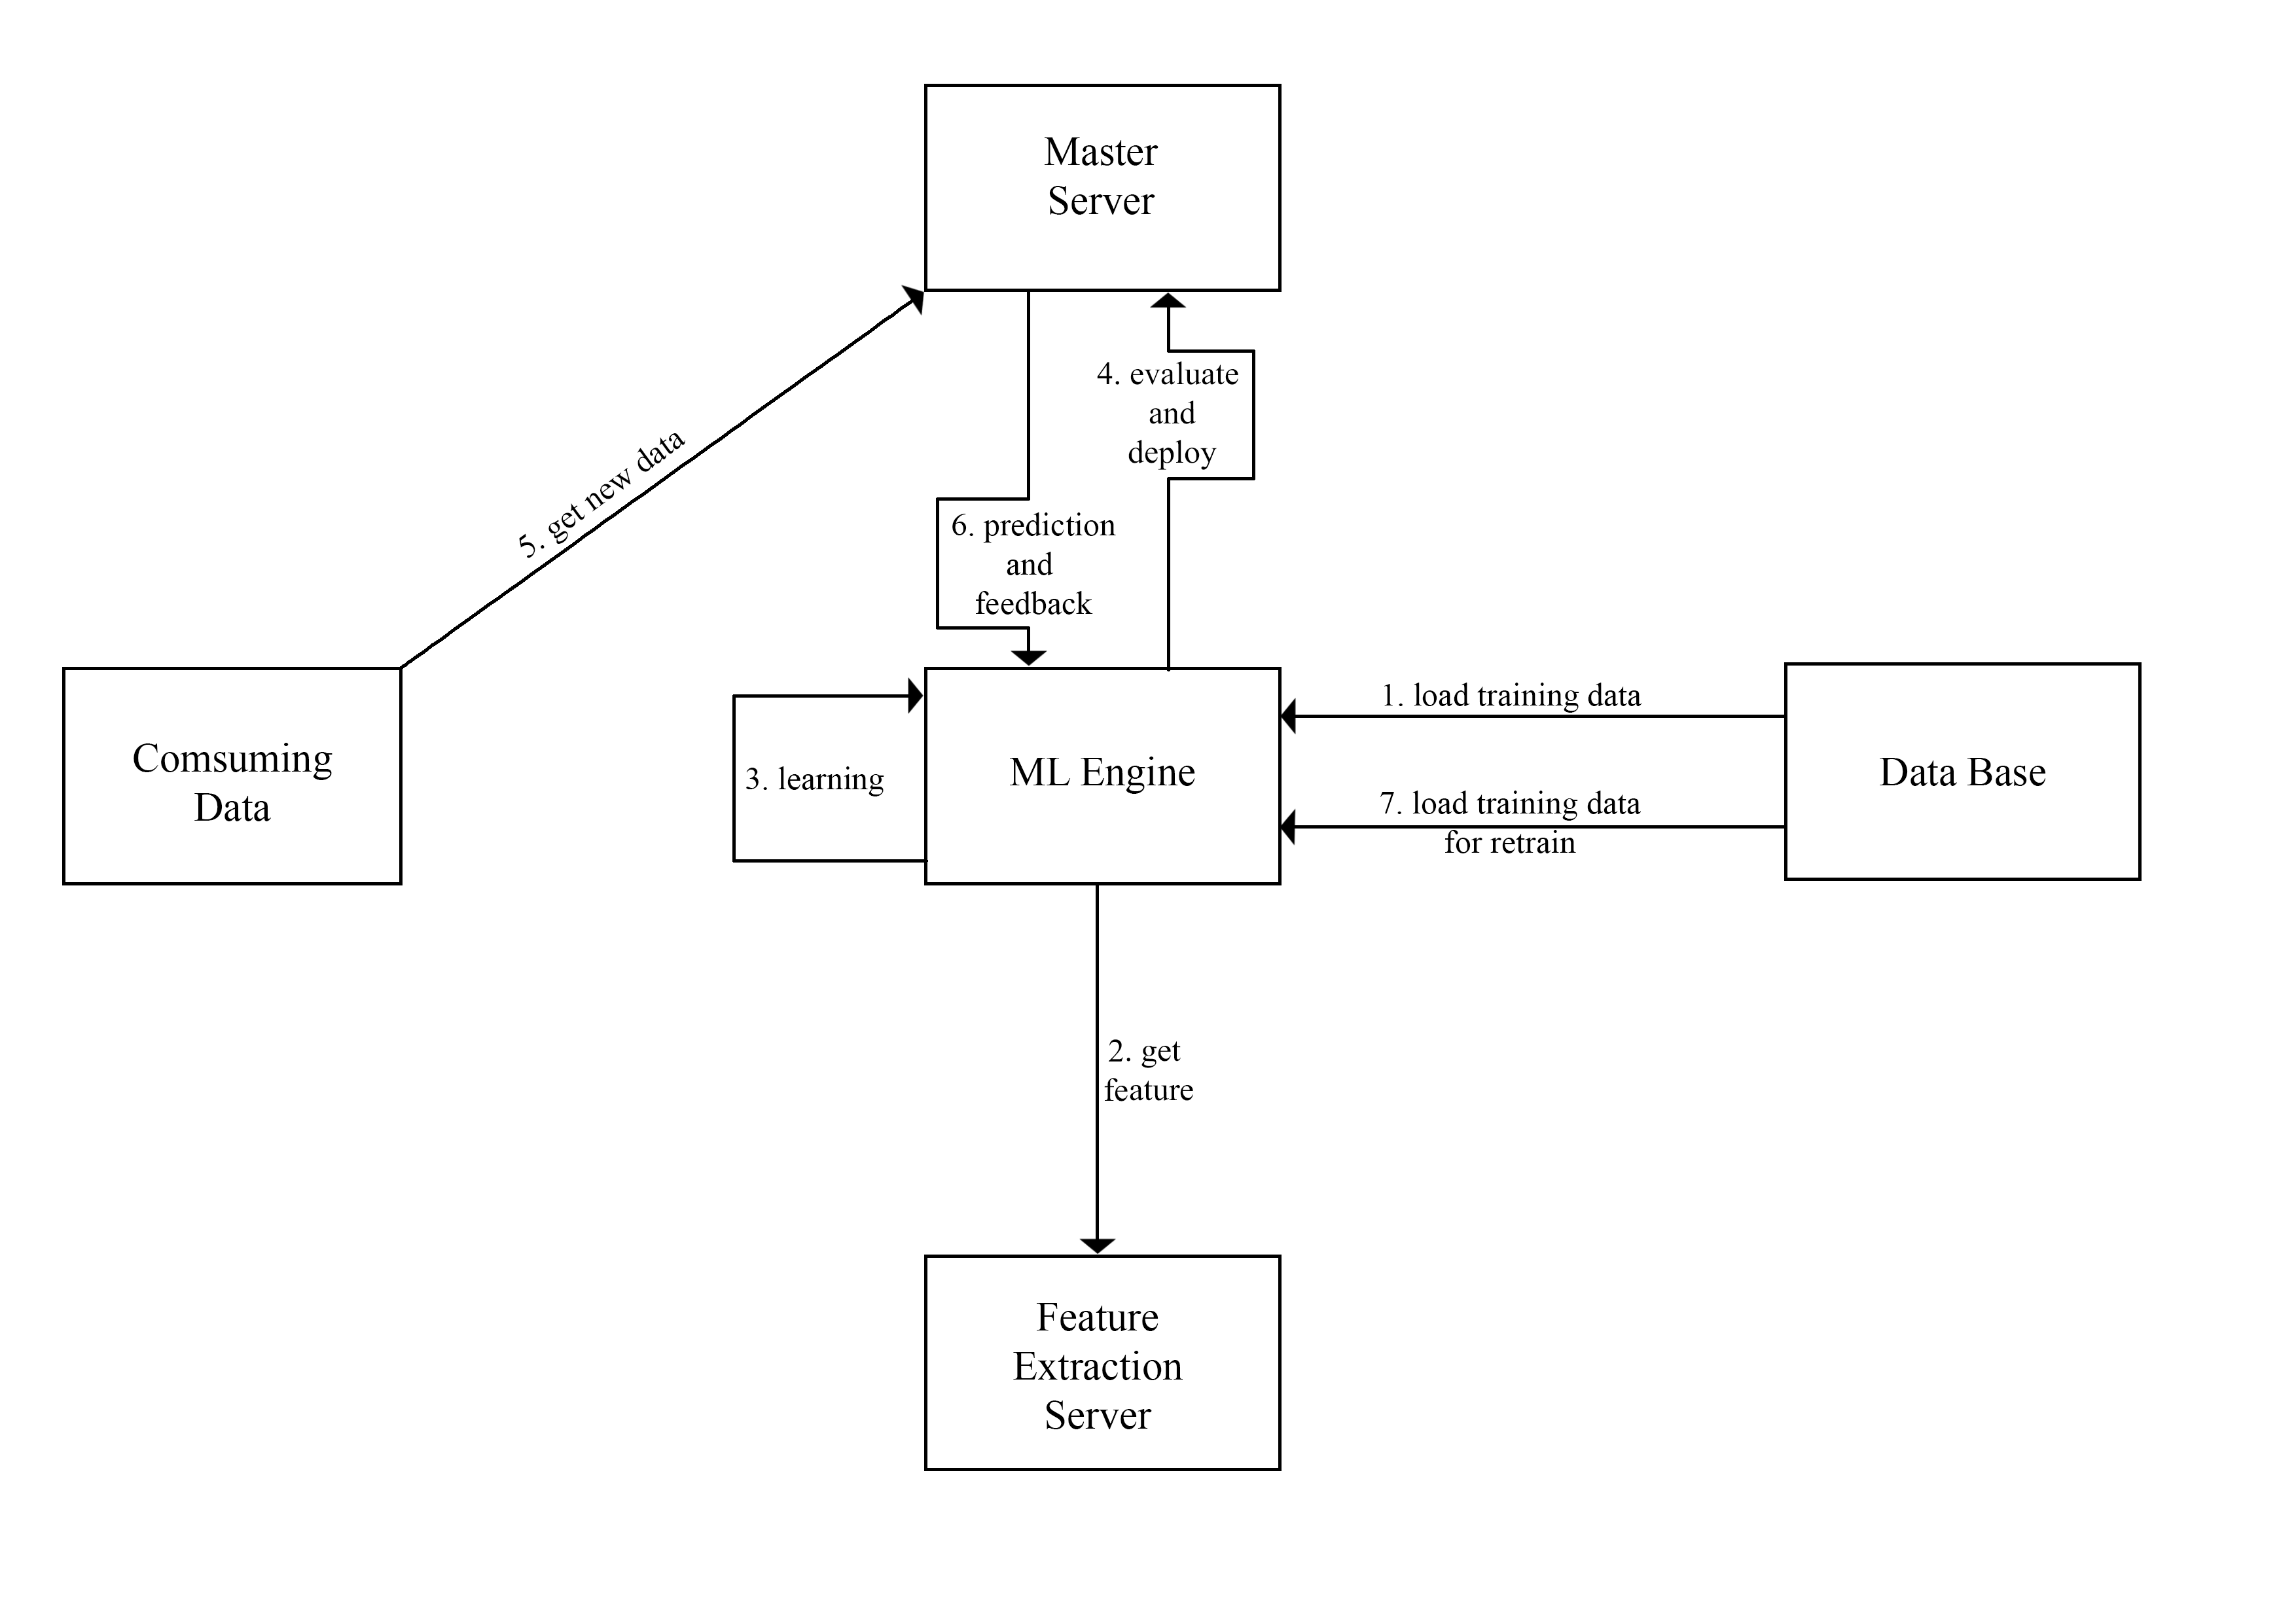 Master
Server
4. evaluate
and
deploy
5. get new data
6. prediction
and
feedback
Comsuming
Data
3. learning
ML Engine
1. load training data
7. load training data
for retrain
Data Base
2. get
feature
Feature
Extraction
Server